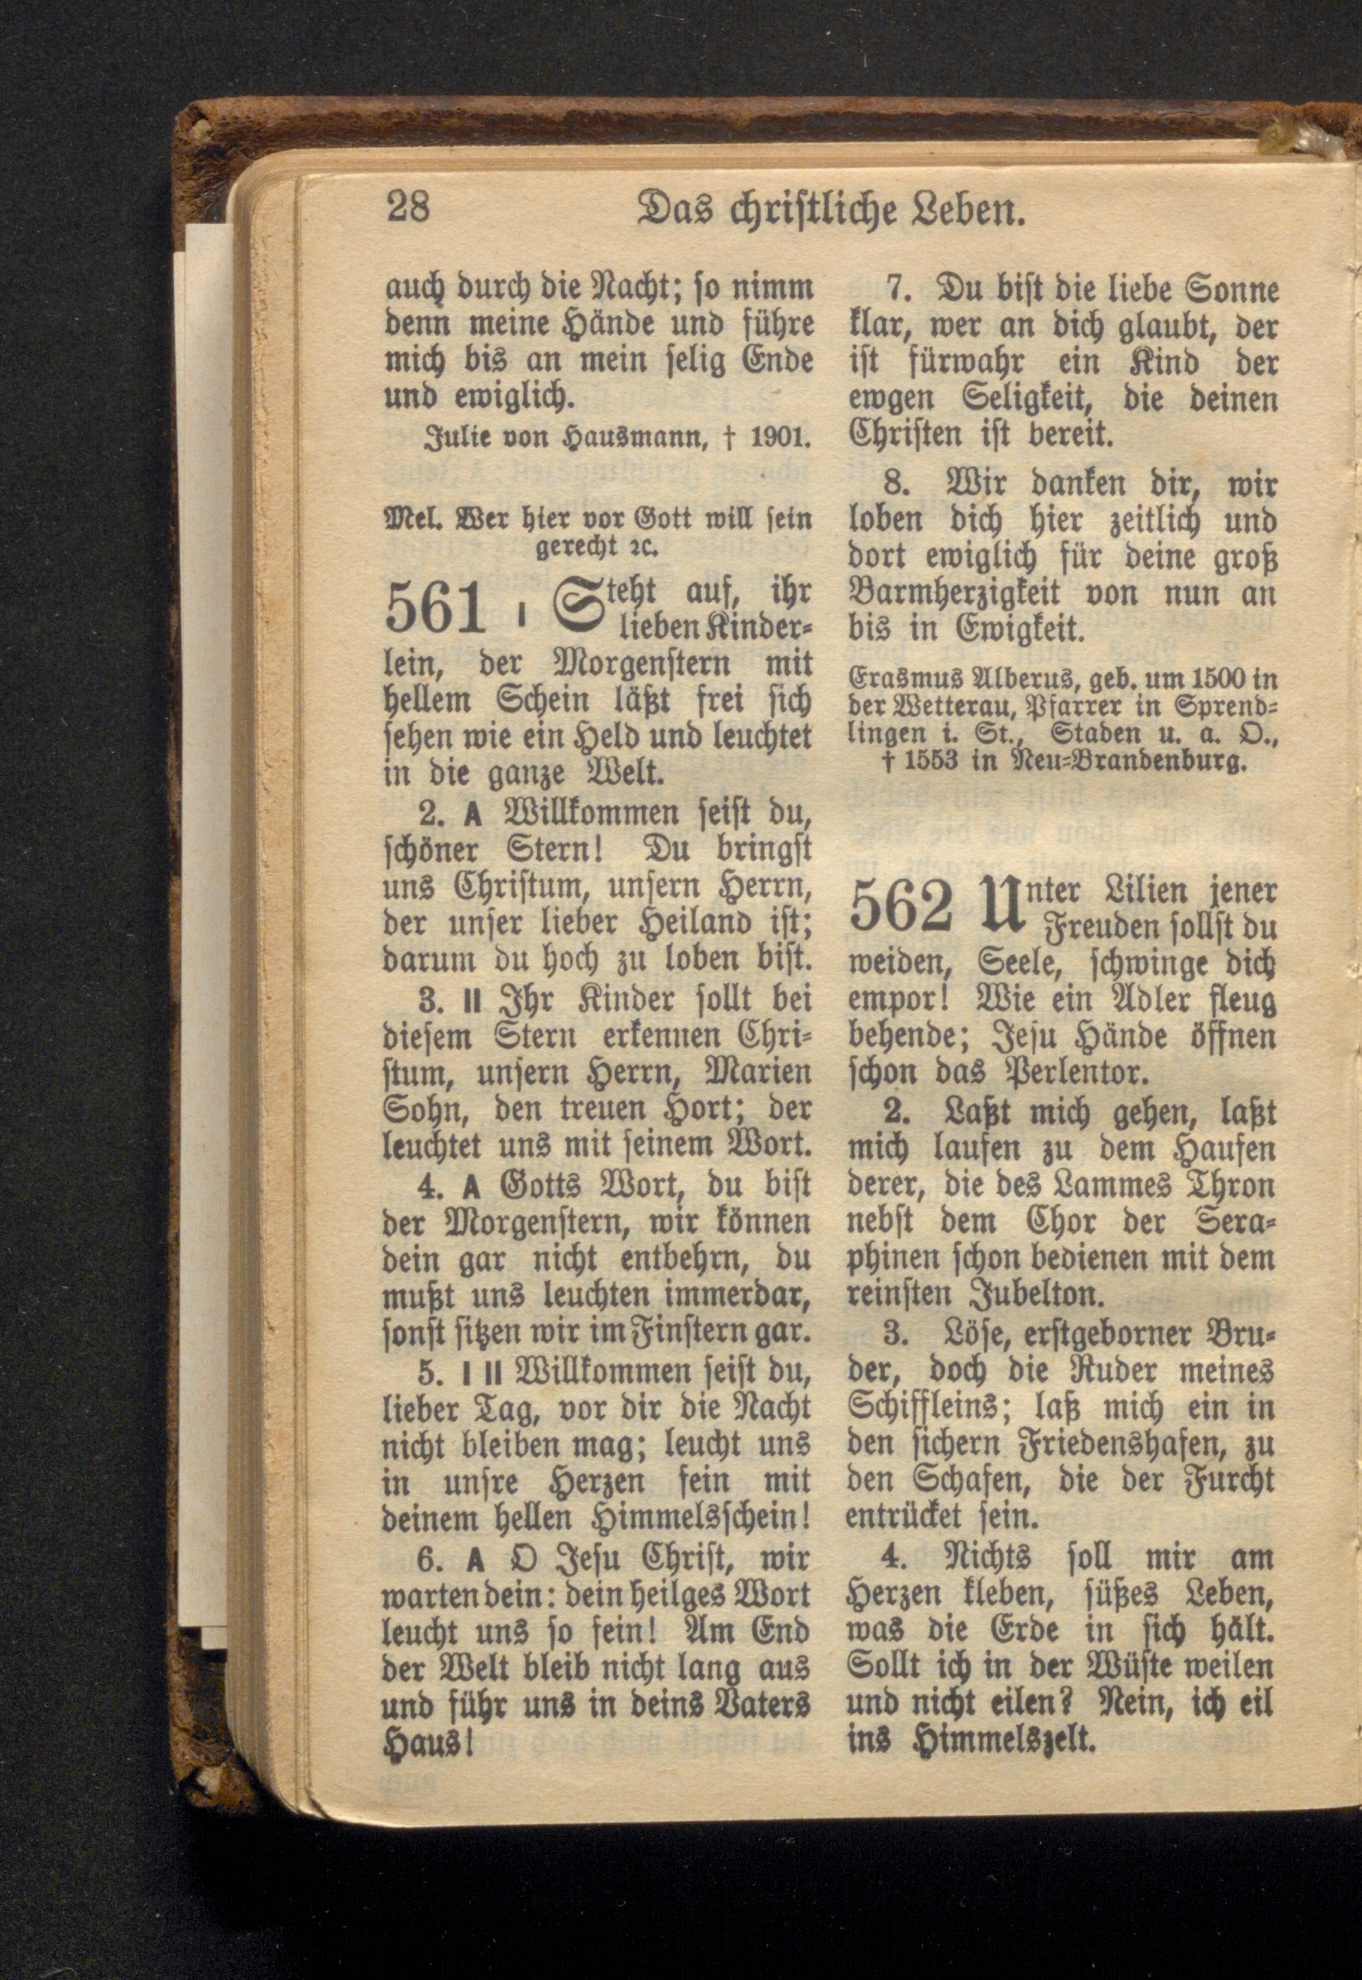 28 Das christliche Leben.
auch durch die Nacht; so nimm
denn meine Hände und führe
mich bis an mein selig Ende
und ewiglich.
Julie von Hausmann, † 1901.
Mel. Wer hier vor Gott will sein
gerecht ꝛc.
561 I Steht auf, ihr
lieben Kinder-
lein, der Morgenstern mit
hellem Schein läßt frei sich
sehen wie ein Held und leuchtet
in die ganze Welt.
2. A Willkommen seist du,
schöner Stern! Du bringst
uns Christum, unsern Herrn,
der unser lieber Heiland ist;
darum du hoch zu loben bist.
3. II Ihr Kinder sollt bei
diesem Stern erkennen Chri-
stum, unsern Herrn, Marien
Sohn, den treuen Hort; der
leuchtet uns mit seinem Wort.
4. A Gotts Wort, du bist
der Morgenstern, wir können
dein gar nicht entbehrn, du
mußt uns leuchten immerdar,
sonst sitzen wir im Finstern gar.
5. I II Willkommen seist du,
lieber Tag, vor dir die Nacht
nicht bleiben mag; leucht uns
in unsre Herzen fein mit
deinem hellen Himmelsschein!
6. A O Jesu Christ, wir
warten dein: dein heilges Wort
leucht uns so fein! Am End
der Welt bleib nicht lang aus
und führ uns in deins Vaters
Haus!
7. Du bist die liebe Sonne
klar, wer an dich glaubt, der
ist fürwahr ein Kind der
ewgen Seligkeit, die deinen
Christen ist bereit.
8. Wir danken dir, wir
loben dich hier zeitlich und
dort ewiglich für deine groß
Barmherzigkeit von nun an
bis in Ewigkeit.
Erasmus Alberus, geb. um 1500 in
der Wetterau, Pfarrer in Sprend-
lingen i. St., Staden u. a. O.,
† 1553 in Neu-Brandenburg.
562 Unter Lilien jener
Freuden sollst du
weiden, Seele, schwinge dich
empor! Wie ein Adler fleug
behende; Jesu Hände öffnen
schon das Perlentor.
2. Laßt mich gehen, laßt
mich laufen zu dem Haufen
derer, die des Lammes Thron
nebst dem Chor der Sera-
phinen schon bedienen mit dem
reinsten Jubelton.
3. Löse, erstgeborner Bru-
der, doch die Ruder meines
Schiffleins; laß mich ein in
den sichern Friedenshafen, zu
den Schafen, die der Furcht
entrücket sein.
4. Nichts soll mir am
Herzen kleben, süßes Leben,
was die Erde in sich hält.
Sollt ich in der Wüste weilen
und nicht eilen? Nein, ich eil
ins Himmelszelt.